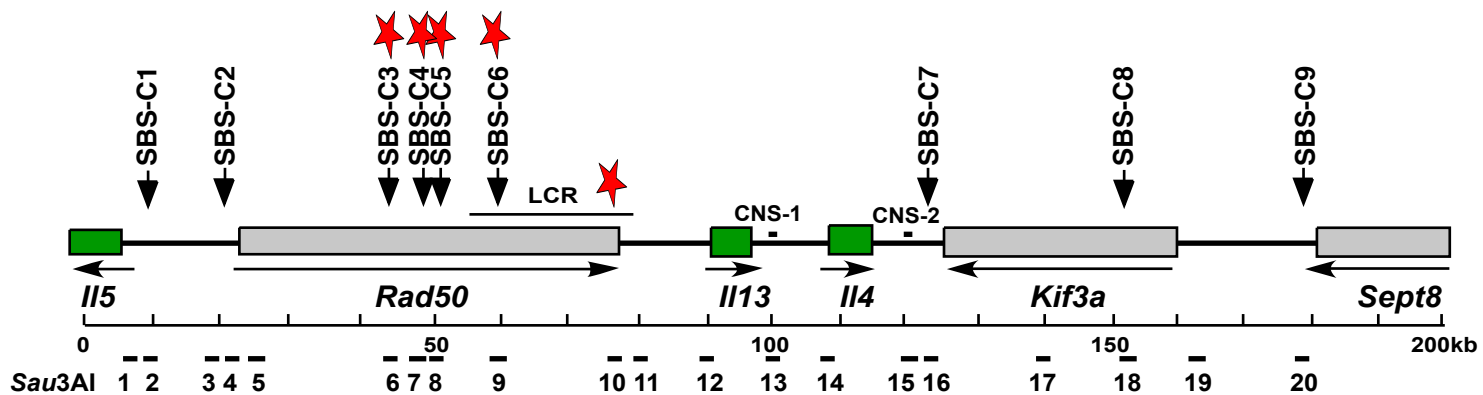 SBS-C1
SBS-C2
SBS-C3
SBS-C4
SBS-C5
SBS-C6
SBS-C7
SBS-C8
SBS-C9
LCR
CNS-1
CNS-2
Il5 Rad50 Il13 Il4 Kif3a Sept8
0 50 100 150 200kb
Sau3AI 1 2 3 4 5 6 7 8 9 10 11 12 13 14 15 16 17 18 19 20